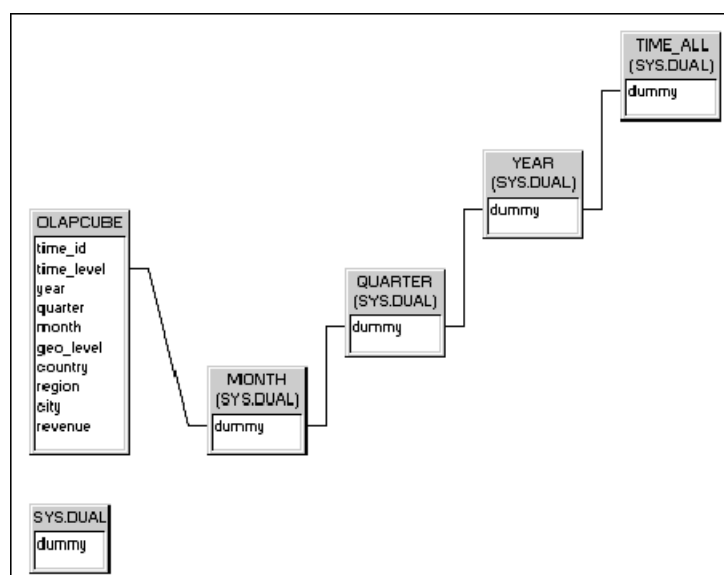 TIME_ALL
(SYS.DUAL)
dummy
YEAR
(SYS.DUAL)
dummy
OLAPCUBE
time_id
time_level
year
quarter
month
geo_level
country
region
city
revenue
QUARTER
(SYS.DUAL)
dummy
MONTH
(SYS.DUAL)
dummy
SYS.DUAL
dummy